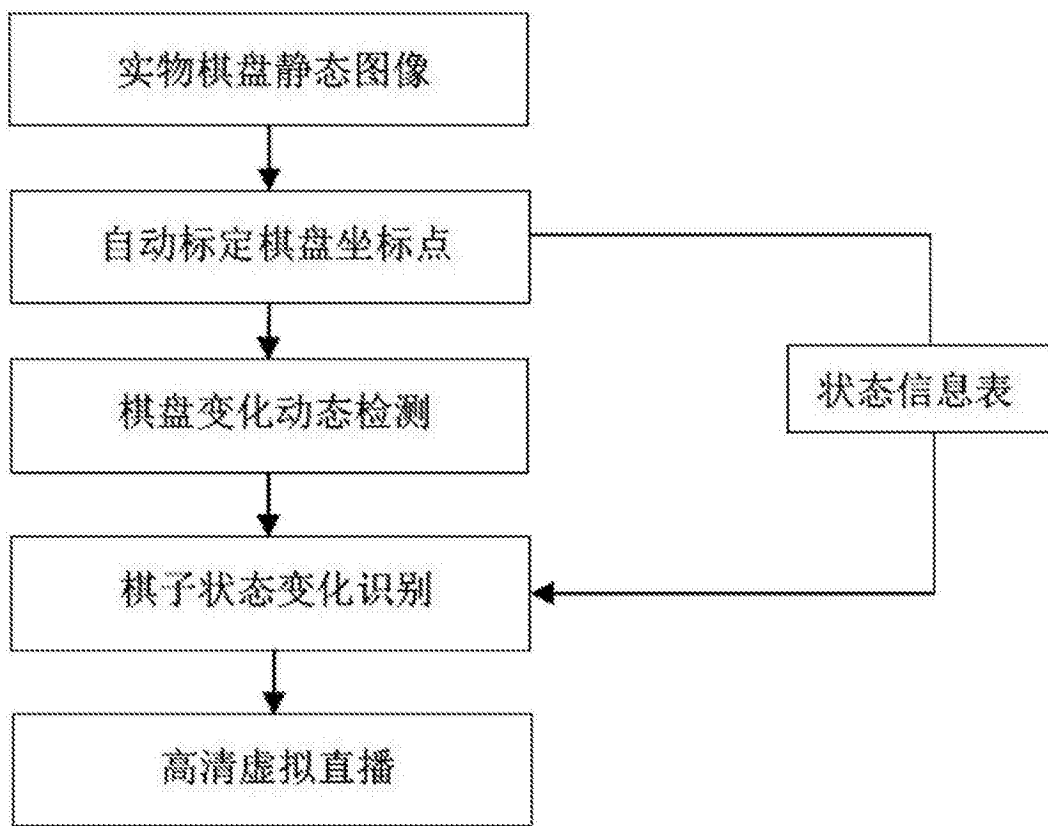 实物棋盘静态图像
自动标定棋盘坐标点
棋盘变化动态检测
状态信息表
棋子状态变化识别
高清虚拟直播